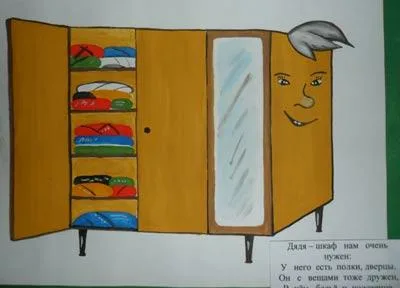 Дядя – шкаф нам очень
нужен:
У него есть полки, дверцы.
Он с вещами тоже дружен,